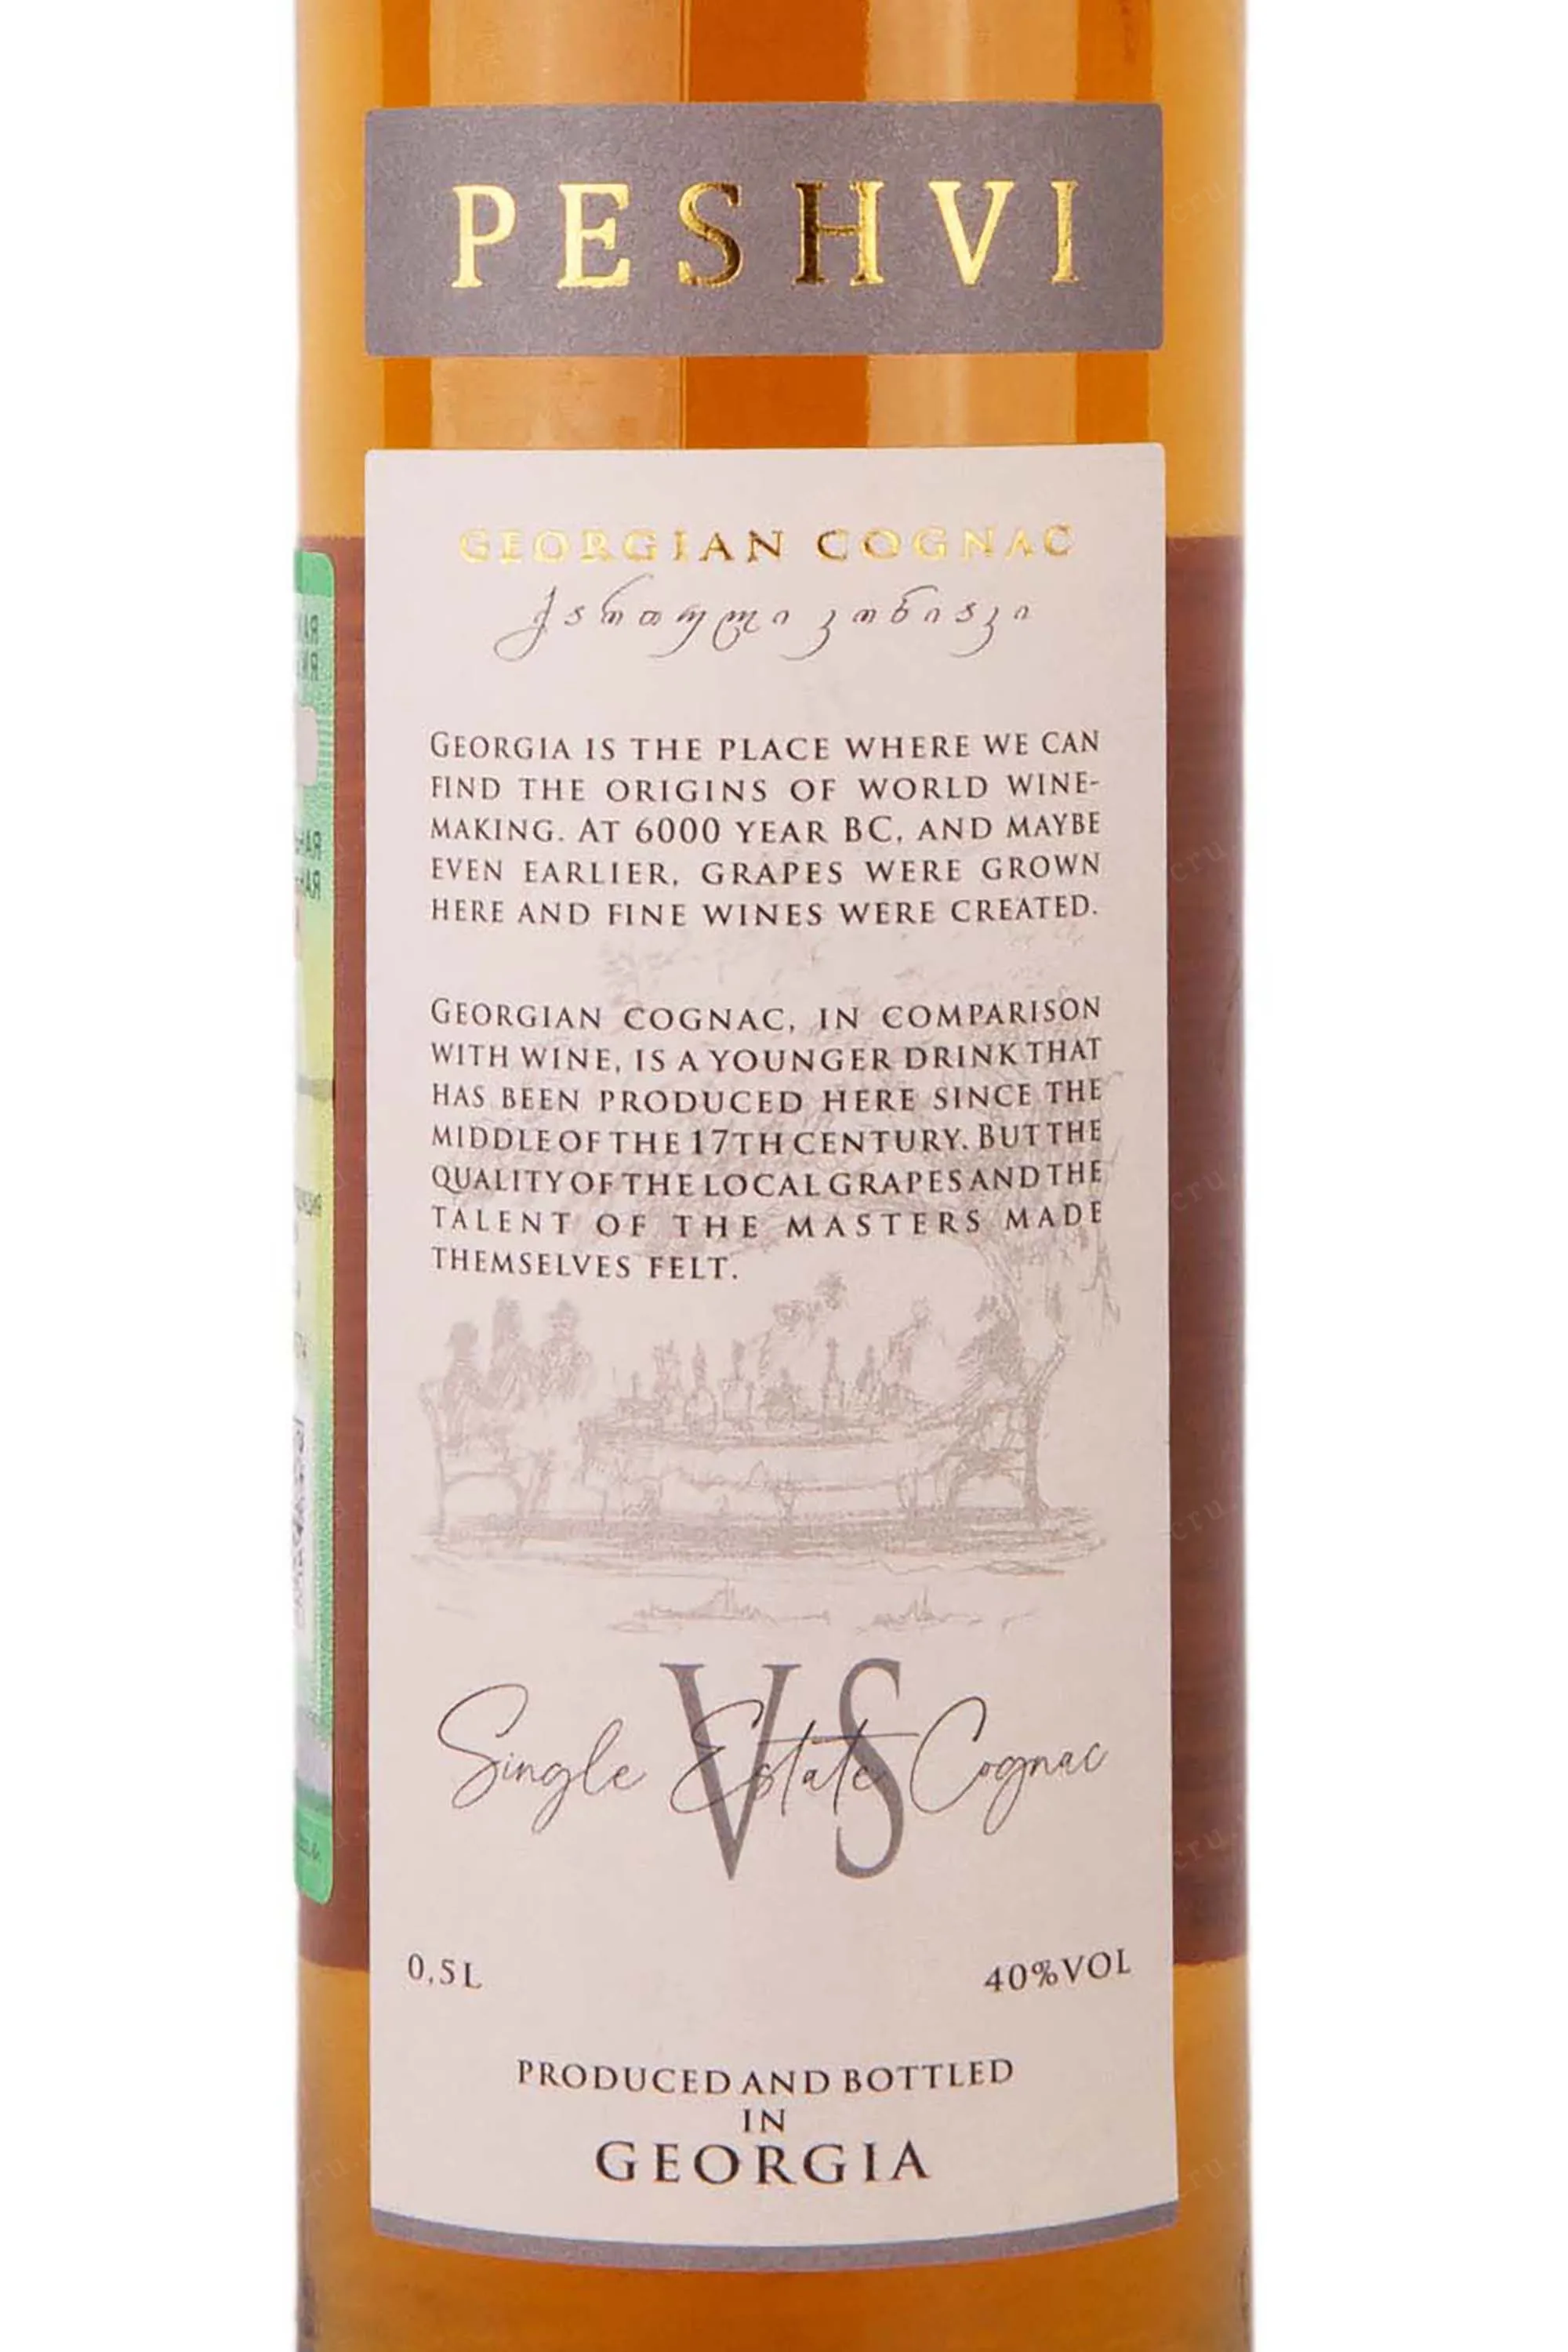 PESHVI
GEORGIAN COGNAC
ქართული კონიაკი
GEORGIA IS THE PLACE WHERE WE CAN
FIND THE ORIGINS OF WORLD WINE-
MAKING. AT 6000 YEAR BC, AND MAYBE
EVEN EARLIER, GRAPES WERE GROWN
HERE AND FINE WINES WERE CREATED.
GEORGIAN COGNAC, IN COMPARISON
WITH WINE, IS A YOUNGER DRINK THAT
HAS BEEN PRODUCED HERE SINCE THE
MIDDLE OF THE 17TH CENTURY. BUT THE
QUALITY OF THE LOCAL GRAPES AND THE
TALENT OF THE MASTERS MADE
THEMSELVES FELT.
VS
Single Estate Cognac
0,5L 40%VOL
PRODUCED AND BOTTLED
IN
GEORGIA